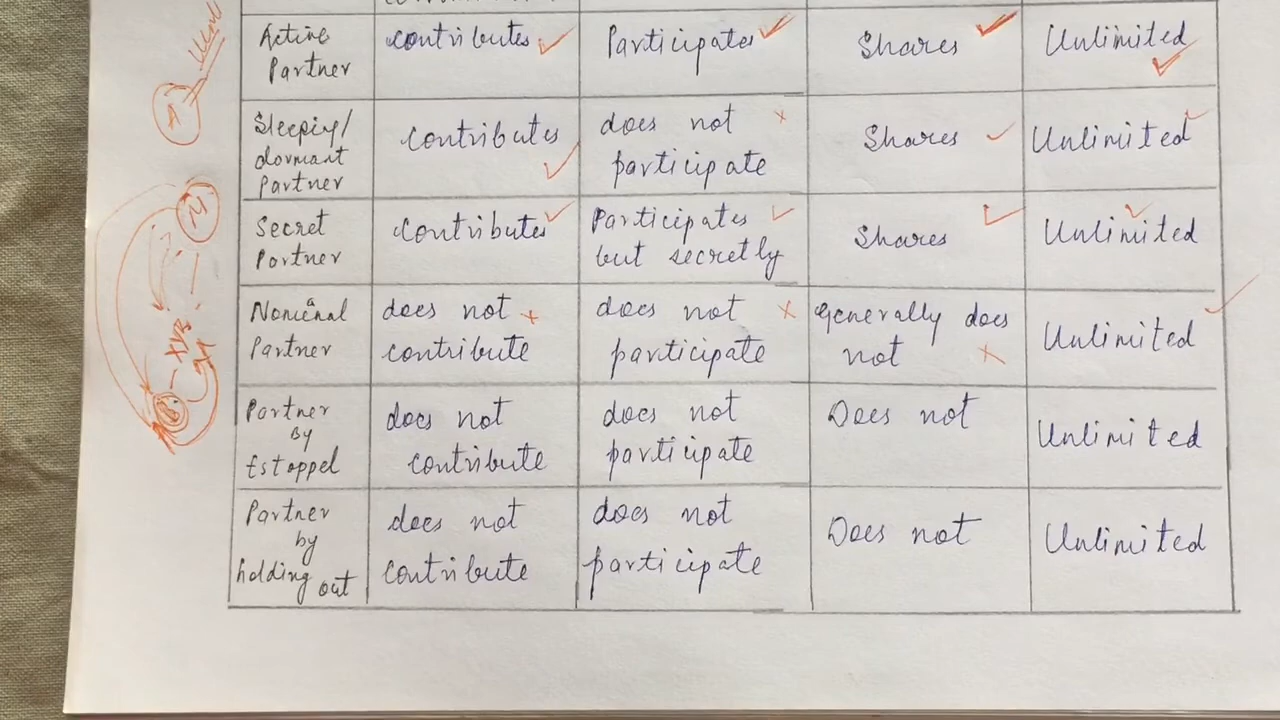 Active
Partner
contributes
Participates
Shares
Unlimited
Sleeping/
dormant
Partner
contributes
does not
participate
Shares
Unlimited
Secret
Partner
contributes
Participates
but secretly
Shares
Unlimited
Nominal
Partner
does not
contribute
does not
participate
Generally does
not
Unlimited
Partner
By
Estoppel
does not
contribute
does not
participate
Does not
Unlimited
Partner
by
holding out
does not
contribute
does not
participate
Does not
Unlimited